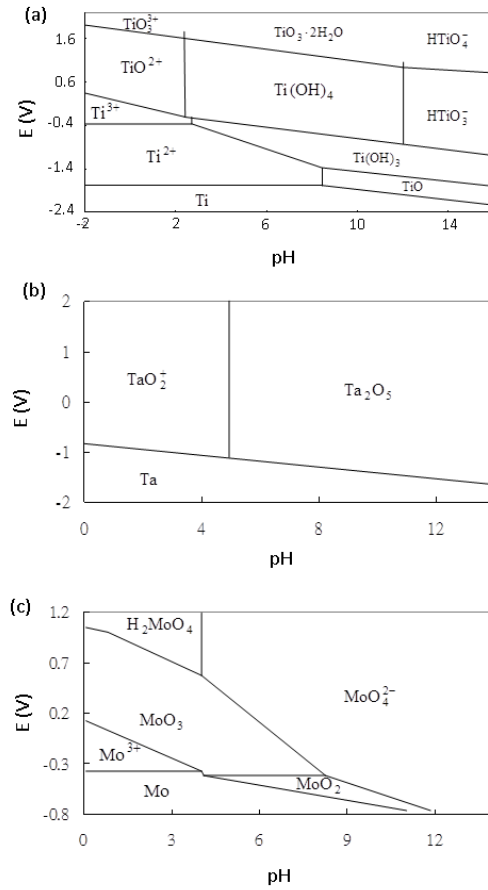 (a)
TiO₃³⁺
TiO₃·2H₂O
HTiO₄⁻
TiO²⁺
Ti(OH)₄
HTiO₃⁻
Ti³⁺
Ti(OH)₃
Ti²⁺
TiO
Ti
1.6
0.6
-0.4
-1.4
-2.4
E (V)
-2 2 6 10 14
pH
(b)
TaO₂⁺
Ta₂O₅
Ta
2
1
0
-1
-2
E (V)
0 4 8 12
pH
(c)
H₂MoO₄
MoO₄²⁻
MoO₃
Mo³⁺
MoO₂
Mo
1.2
0.7
0.2
-0.3
-0.8
E (V)
0 3 6 9 12
pH